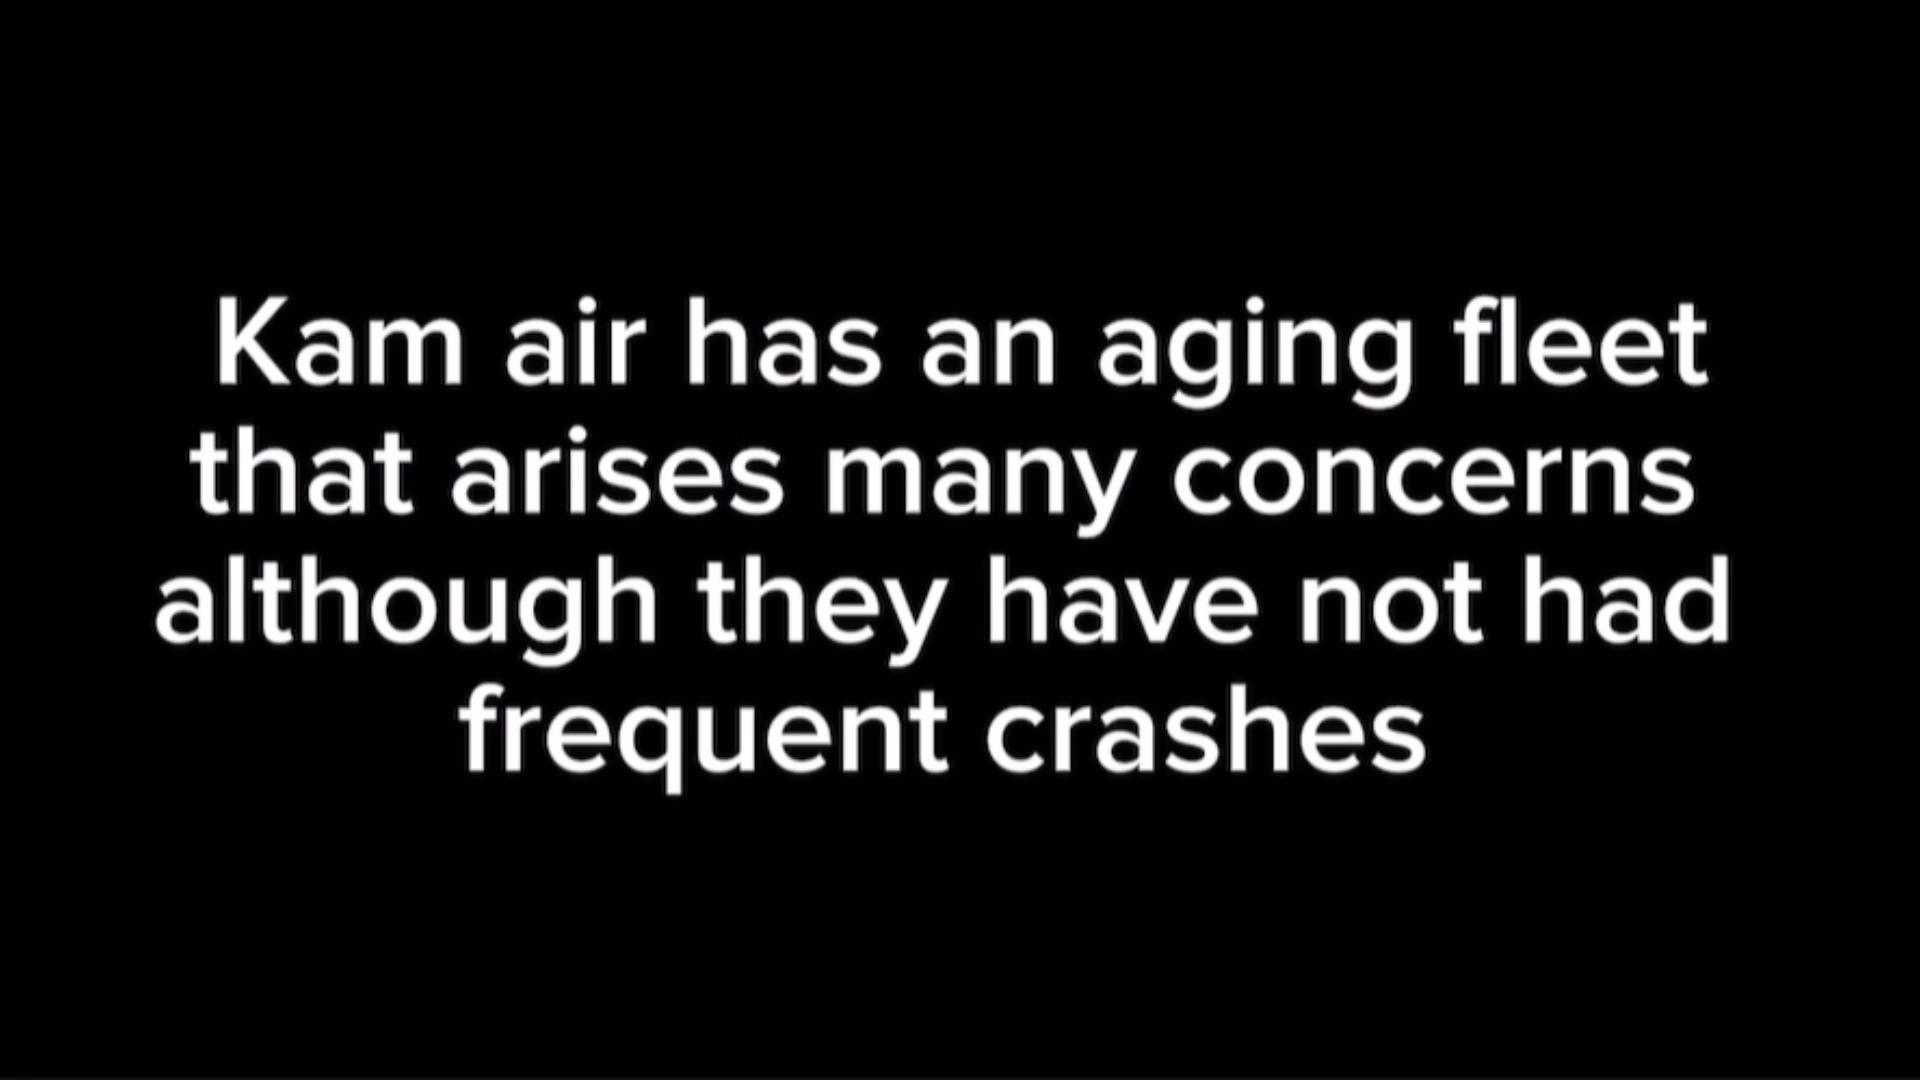 Kam air has an aging fleet
that arises many concerns
although they have not had
frequent crashes